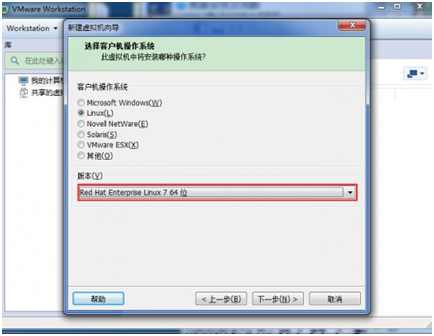 VMware Workstation
Workstation
新建虚拟机向导
库
选择客户机操作系统
此虚拟机中将安装哪种操作系统?
在此处键入
我的计算
共享的虚
客户机操作系统
Microsoft Windows(W)
Linux(L)
Novell NetWare(E)
Solaris(S)
VMware ESX(X)
其他(O)
版本(V)
Red Hat Enterprise Linux 7 64 位
帮助
< 上一步(B)
下一步(N) >
取消